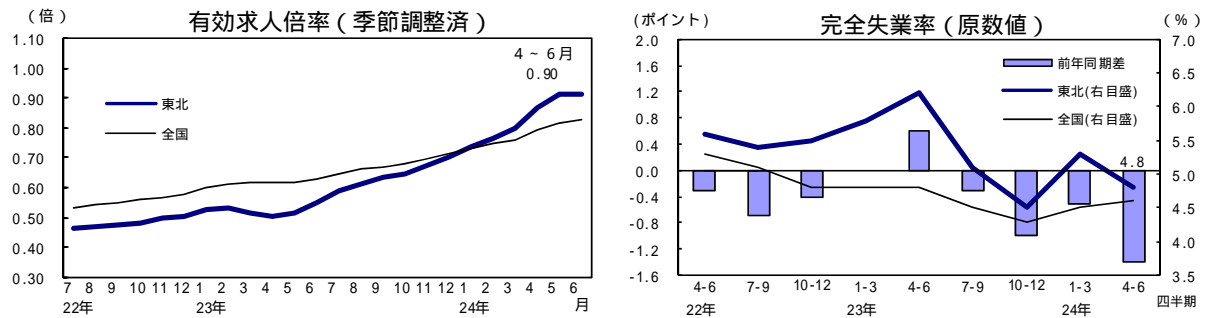 (倍)
有効求人倍率(季節調整済)
1.10
1.00
0.90
0.80
0.70
0.60
0.50
0.40
0.30
4~6月
0.90
東北
全国
7 8 9 10 11 12 1 2 3 4 5 6 7 8 9 10 11 12 1 2 3 4 5 6
22年 23年 24年 月
(ポイント)
完全失業率(原数値)
(%)
2.0
1.6
1.2
0.8
0.4
0.0
-0.4
-0.8
-1.2
-1.6
7.0
6.5
6.0
5.5
5.0
4.5
4.0
3.5
前年同期差
東北(右目盛)
全国(右目盛)
4.8
4-6 7-9 10-12 1-3 4-6 7-9 10-12 1-3 4-6
22年 23年 24年 四半期